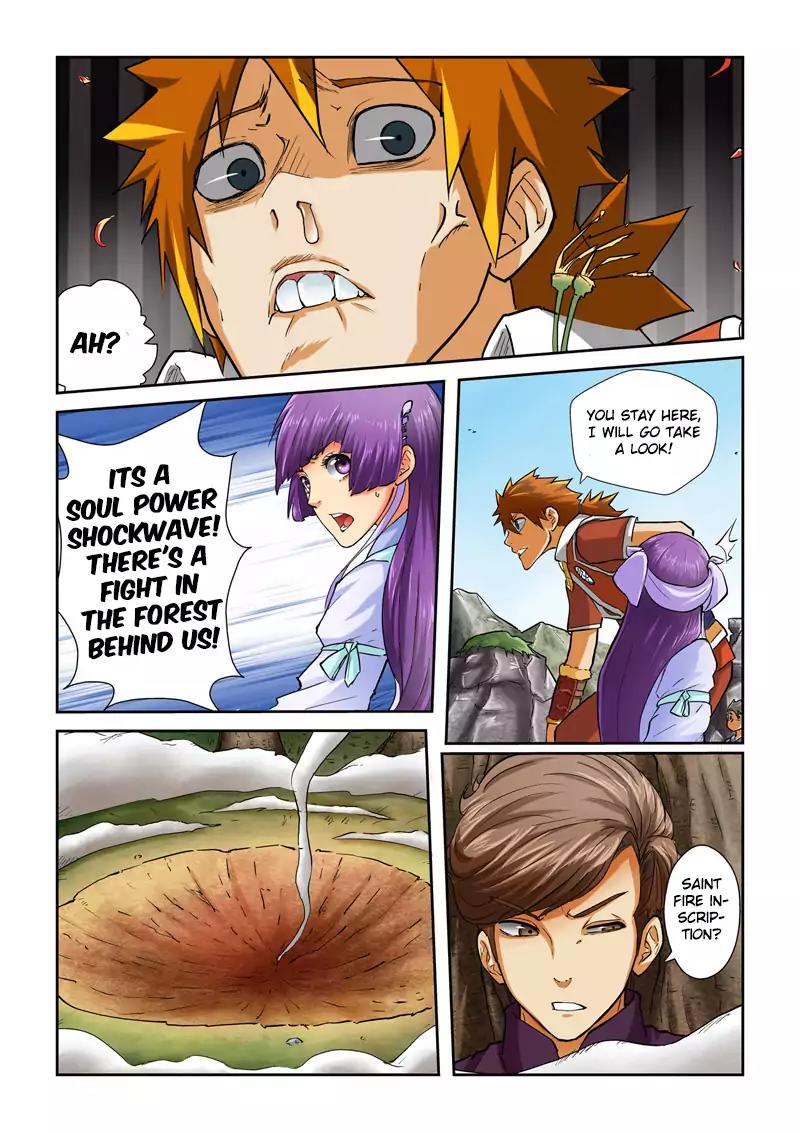 AH?
ITS A
SOUL POWER
SHOCKWAVE!
THERE'S A
FIGHT IN
THE FOREST
BEHIND US!
YOU STAY HERE,
I WILL GO TAKE
A LOOK!
SAINT
FIRE IN-
SCRIP-
TION?